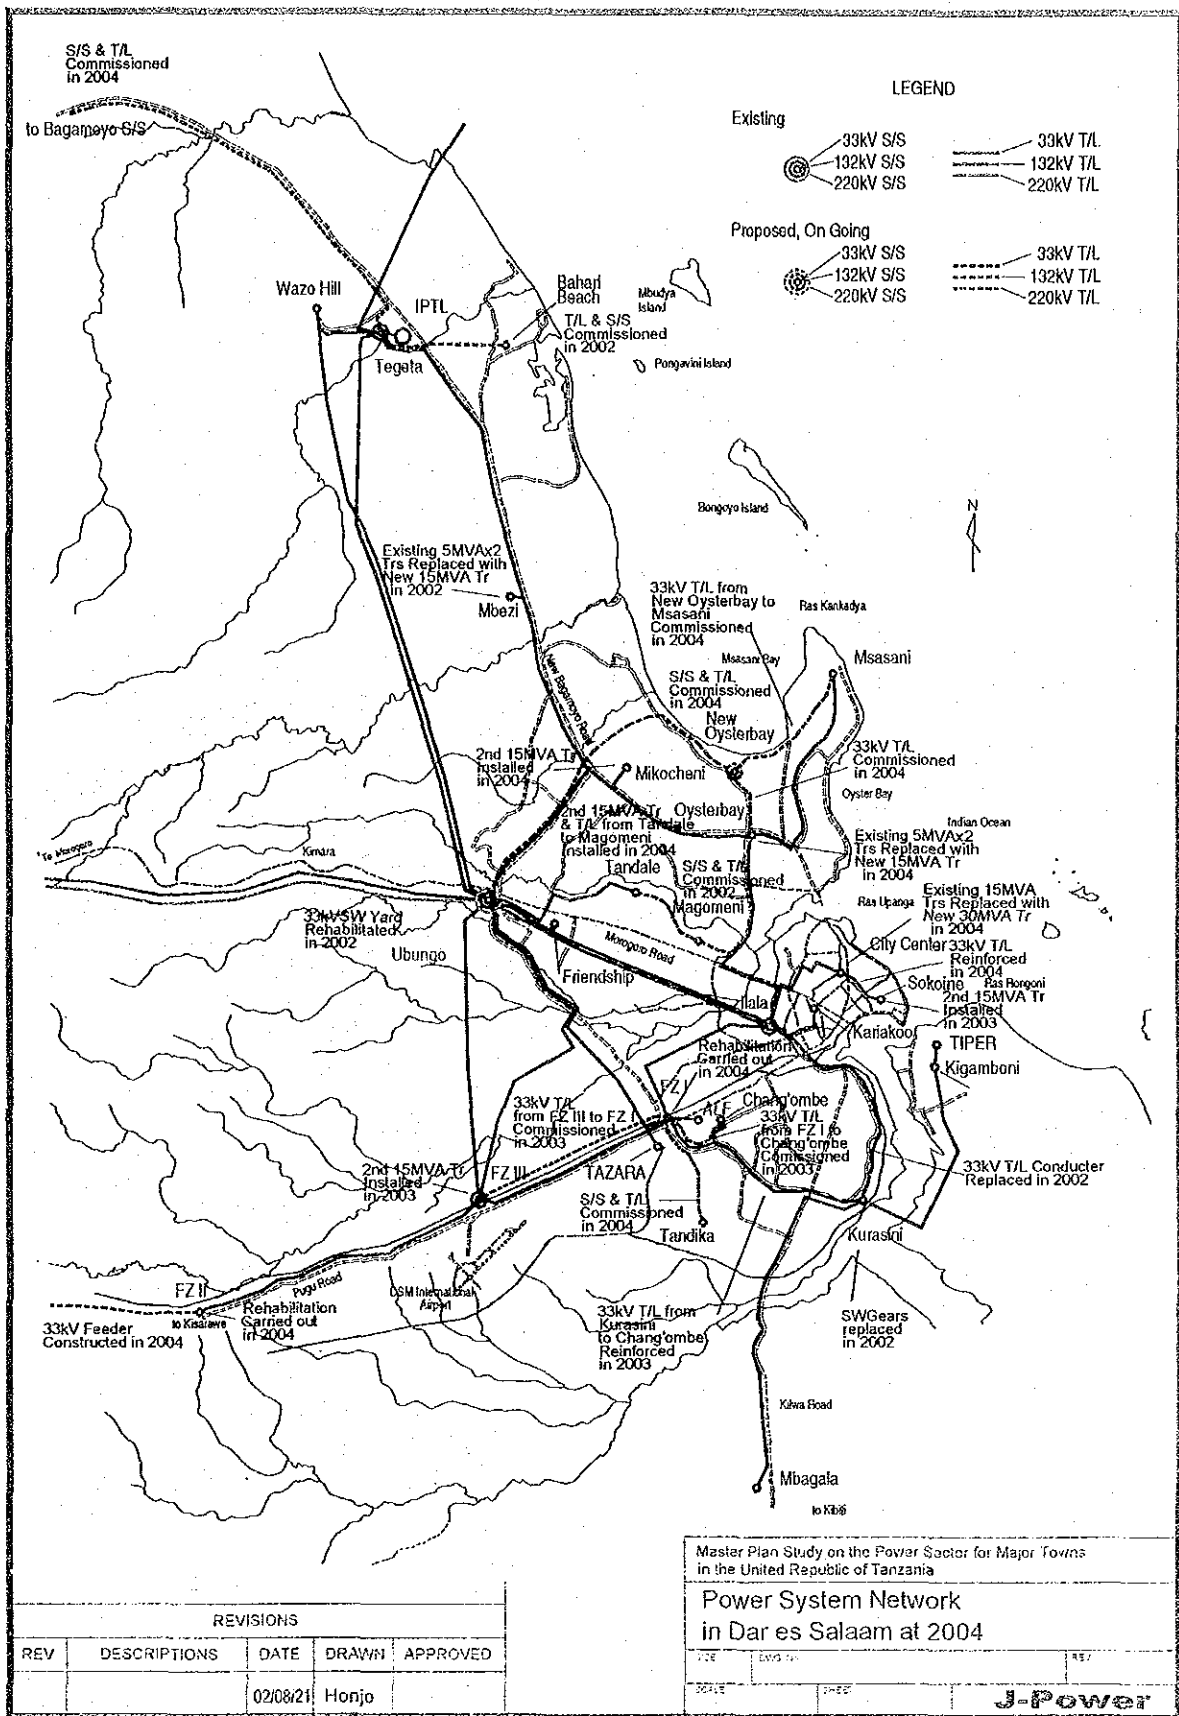 S/S & T/L
Commissioned
in 2004
to Bagamoyo S/S
LEGEND
Existing
33kV S/S
132kV S/S
220kV S/S
33kV T/L
132kV T/L
220kV T/L
Proposed, On Going
33kV S/S
132kV S/S
220kV S/S
33kV T/L
132kV T/L
220kV T/L
Wazo Hill
IPTL
Tegeta
Bahari
Beach
T/L & S/S
Commissioned
in 2002
Mbudya
Island
Pongavini Island
Bongoyo Island
N
Existing 5MVAx2
Trs Replaced with
New 15MVA Tr
in 2002
Mbezi
33kV T/L from
New Oysterbay to
Msasani
Commissioned
in 2004
Ras Kankadya
Msasani Bay
Msasani
New Bagamoyo Road
S/S & T/L
Commissioned
in 2004
New
Oysterbay
2nd 15MVA Tr
Installed
in 2004
Mikocheni
33kV T/L
Commissioned
in 2004
Oyster Bay
Oysterbay
2nd 15MVA Tr
& T/L from Tandale
to Magomeni
Installed in 2004
Indian Ocean
Existing 5MVAx2
Trs Replaced with
New 15MVA Tr
in 2004
To Morogoro
Kimara
Tandale
S/S & T/L
Commissioned
in 2002
Magomeni
Existing 15MVA
Trs Replaced with
New 30MVA Tr
in 2004
Ras Upanga
33kV SW Yard
Rehabilitated
in 2002
Ubungo
Morogoro Road
Friendship
City Center
33kV T/L
Reinforced
in 2004
Sokoine
Ras Rongoni
2nd 15MVA Tr
Installed
in 2003
Ilala
Kariakoo
TIPER
Kigamboni
Rehabilitation
Carried out
in 2004
FZ I
ALF
Chang'ombe
33kV T/L
from FZ III to FZ I
Commissioned
in 2003
33kV T/L
from FZ I to
Chang'ombe
Comissioned
in 2003
2nd 15MVA Tr
Installed
in 2003
FZ III
TAZARA
33kV T/L Conducter
Replaced in 2002
S/S & T/L
Commissioned
in 2004
Tandika
Kurasini
FZ II
Pugu Road
DSM International
Airport
to Kisarawe
Rehabilitation
Carried out
in 2004
33kV Feeder
Constructed in 2004
33kV T/L from
Kurasini
to Chang'ombe
Reinforced
in 2003
SWGears
replaced
in 2002
Kilwa Road
Mbagala
to Kibiti
Master Plan Study on the Power Sector for Major Towns
in the United Republic of Tanzania
Power System Network
in Dar es Salaam at 2004
SIZE DWG No. REV
SCALE SHEET
J-Power
REVISIONS
REV DESCRIPTIONS DATE DRAWN APPROVED
02/08/21 Honjo